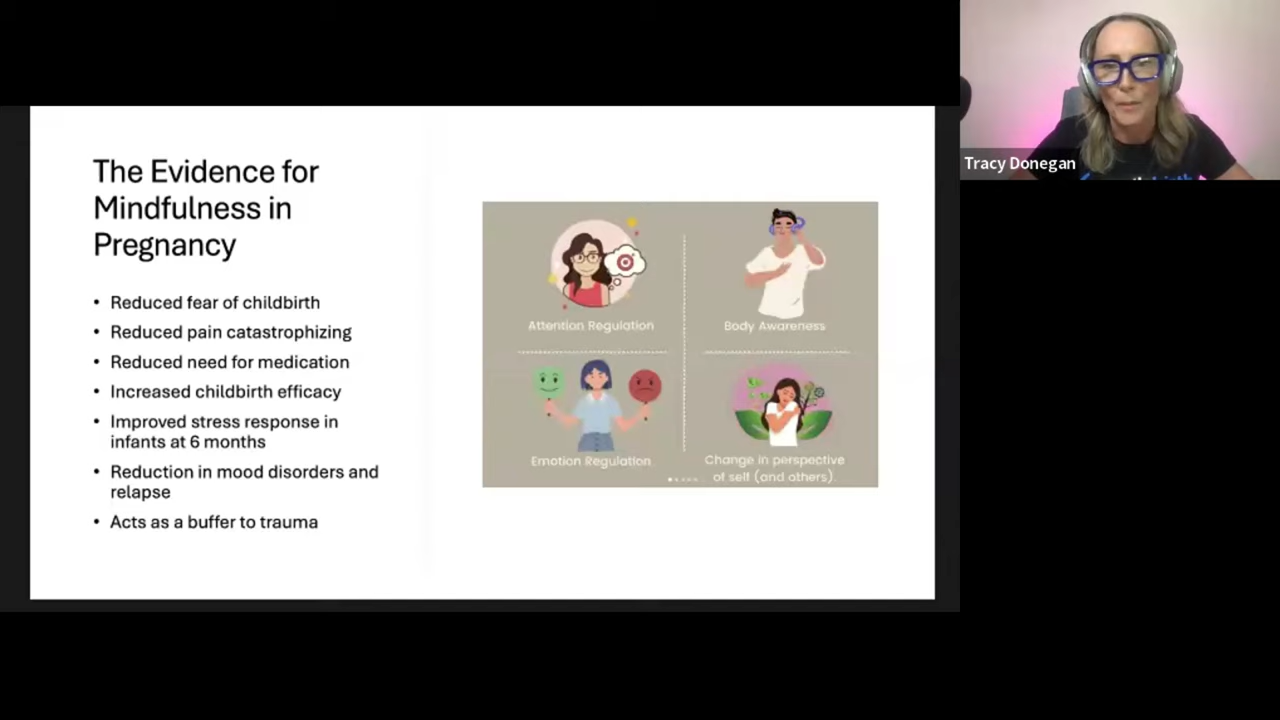 The Evidence for
Mindfulness in
Pregnancy
• Reduced fear of childbirth
• Reduced pain catastrophizing
• Reduced need for medication
• Increased childbirth efficacy
• Improved stress response in
infants at 6 months
• Reduction in mood disorders and
relapse
• Acts as a buffer to trauma
Attention Regulation
Body Awareness
Emotion Regulation
Change in perspective
of self (and others).
Tracy Donegan